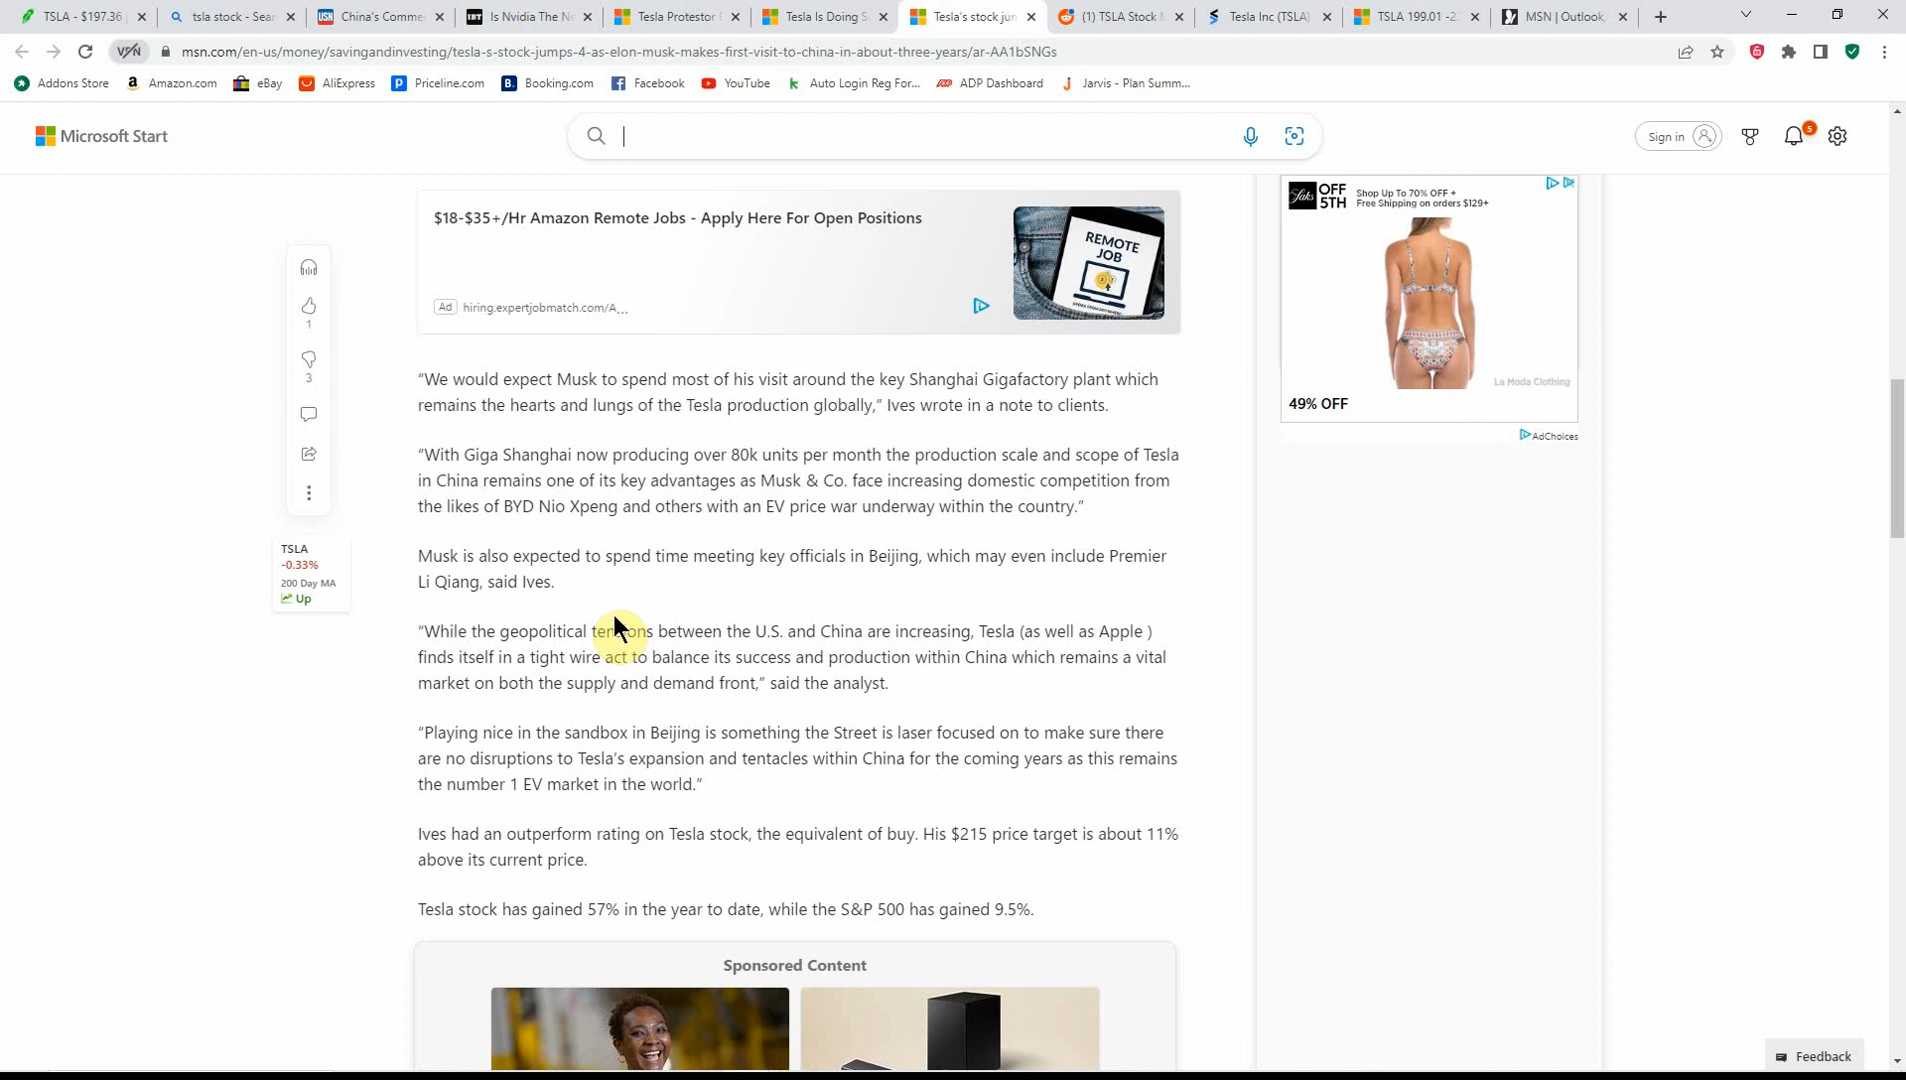 TSLA - $197.36
tsla stock - Sear
China's Comme
Is Nvidia The Ne
Tesla Protestor
Tesla Is Doing S
Tesla's stock jum
(1) TSLA Stock
Tesla Inc (TSLA)
TSLA 199.01 -2.
MSN | Outlook,
VPN
msn.com/en-us/money/savingandinvesting/tesla-s-stock-jumps-4-as-elon-musk-makes-first-visit-to-china-in-about-three-years/ar-AA1bSNGs
Addons Store
Amazon.com
eBay
AliExpress
Priceline.com
Booking.com
Facebook
YouTube
Auto Login Reg For...
ADP Dashboard
Jarvis - Plan Summ...
Microsoft Start
Sign in
5
$18-$35+/Hr Amazon Remote Jobs - Apply Here For Open Positions
REMOTE
JOB
Ad hiring.expertjobmatch.com/A...
Saks OFF 5TH
Shop Up To 70% OFF +
Free Shipping on orders $129+
La Moda Clothing
49% OFF
AdChoices
1
3
TSLA
-0.33%
200 Day MA
Up
“We would expect Musk to spend most of his visit around the key Shanghai Gigafactory plant which
remains the hearts and lungs of the Tesla production globally,” Ives wrote in a note to clients.
“With Giga Shanghai now producing over 80k units per month the production scale and scope of Tesla
in China remains one of its key advantages as Musk & Co. face increasing domestic competition from
the likes of BYD Nio Xpeng and others with an EV price war underway within the country.”
Musk is also expected to spend time meeting key officials in Beijing, which may even include Premier
Li Qiang, said Ives.
“While the geopolitical tensions between the U.S. and China are increasing, Tesla (as well as Apple )
finds itself in a tight wire act to balance its success and production within China which remains a vital
market on both the supply and demand front,” said the analyst.
“Playing nice in the sandbox in Beijing is something the Street is laser focused on to make sure there
are no disruptions to Tesla’s expansion and tentacles within China for the coming years as this remains
the number 1 EV market in the world.”
Ives had an outperform rating on Tesla stock, the equivalent of buy. His $215 price target is about 11%
above its current price.
Tesla stock has gained 57% in the year to date, while the S&P 500 has gained 9.5%.
Sponsored Content
Feedback